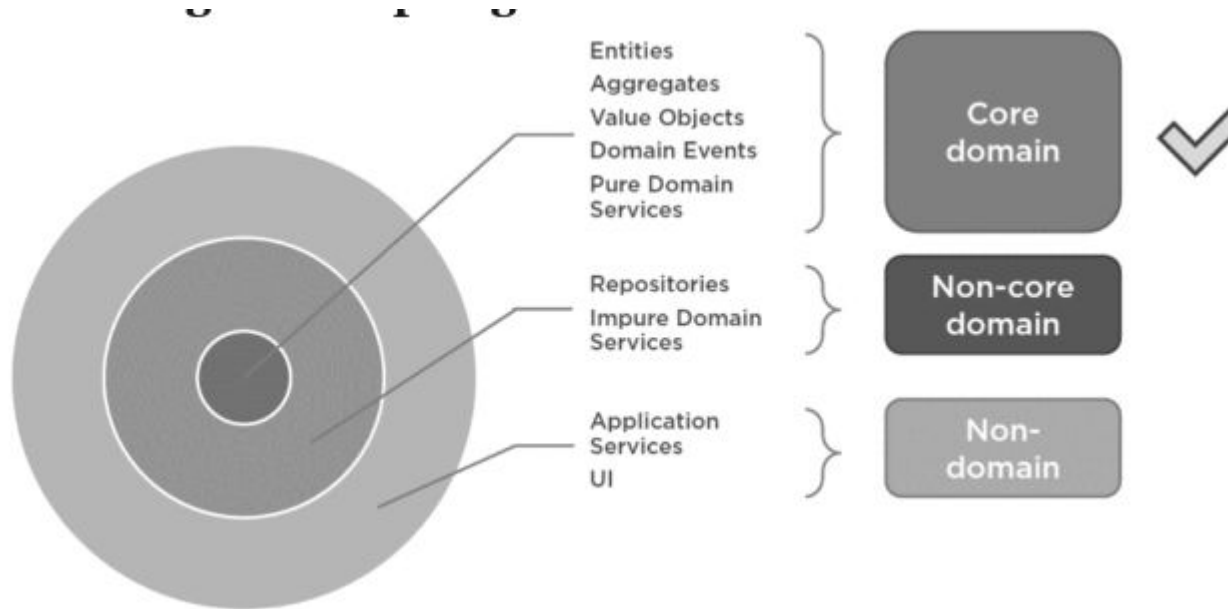 Entities
Aggregates
Value Objects
Domain Events
Pure Domain
Services
Core
domain
Repositories
Impure Domain
Services
Non-core
domain
Application
Services
UI
Non-
domain